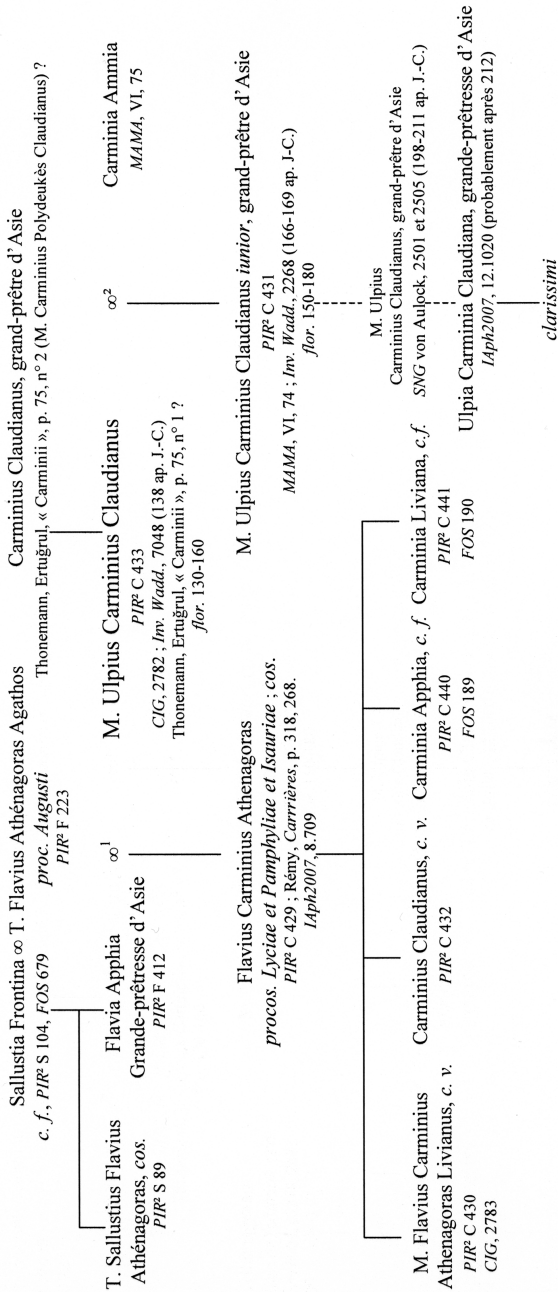 Sallustia Frontina ∞ T. Flavius Athénagoras Agathos
c. f., PIR² S 104, FOS 679
proc. Augusti
PIR² F 223
Carminius Claudianus, grand-prêtre d'Asie
Thonemann, Ertuğrul, « Carminii », p. 75, n° 2 (M. Carminius Polydeukès Claudianus) ?
T. Sallustius Flavius
Athénagoras, cos.
PIR² S 89
Flavia Apphia
Grande-prêtresse d'Asie
PIR² F 412
∞¹
M. Ulpius Carminius Claudianus
PIR² C 433
CIG, 2782 ; Inv. Wadd., 7048 (138 ap. J.-C.)
Thonemann, Ertuğrul, « Carminii », p. 75, n° 1 ?
flor. 130-160
∞²
Carminia Ammia
MAMA, VI, 75
Flavius Carminius Athenagoras
procos. Lyciae et Pamphyliae et Isauriae ; cos.
PIR² C 429 ; Rémy, Carrrières, p. 318, 268.
IAph2007, 8.709
M. Ulpius Carminius Claudianus iunior, grand-prêtre d'Asie
PIR² C 431
MAMA, VI, 74 ; Inv. Wadd., 2268 (166-169 ap. J-C.)
flor. 150-180
M. Flavius Carminius
Athenagoras Livianus, c. v.
PIR² C 430
CIG, 2783
Carminius Claudianus, c. v.
PIR² C 432
Carminia Apphia, c. f.
PIR² C 440
FOS 189
Carminia Liviana, c.f.
PIR² C 441
FOS 190
M. Ulpius
Carminius Claudianus, grand-prêtre d'Asie
SNG von Aulock, 2501 et 2505 (198-211 ap. J.-C.)
Ulpia Carminia Claudiana, grande-prêtresse d'Asie
IAph2007, 12.1020 (probablement après 212)
clarissimi